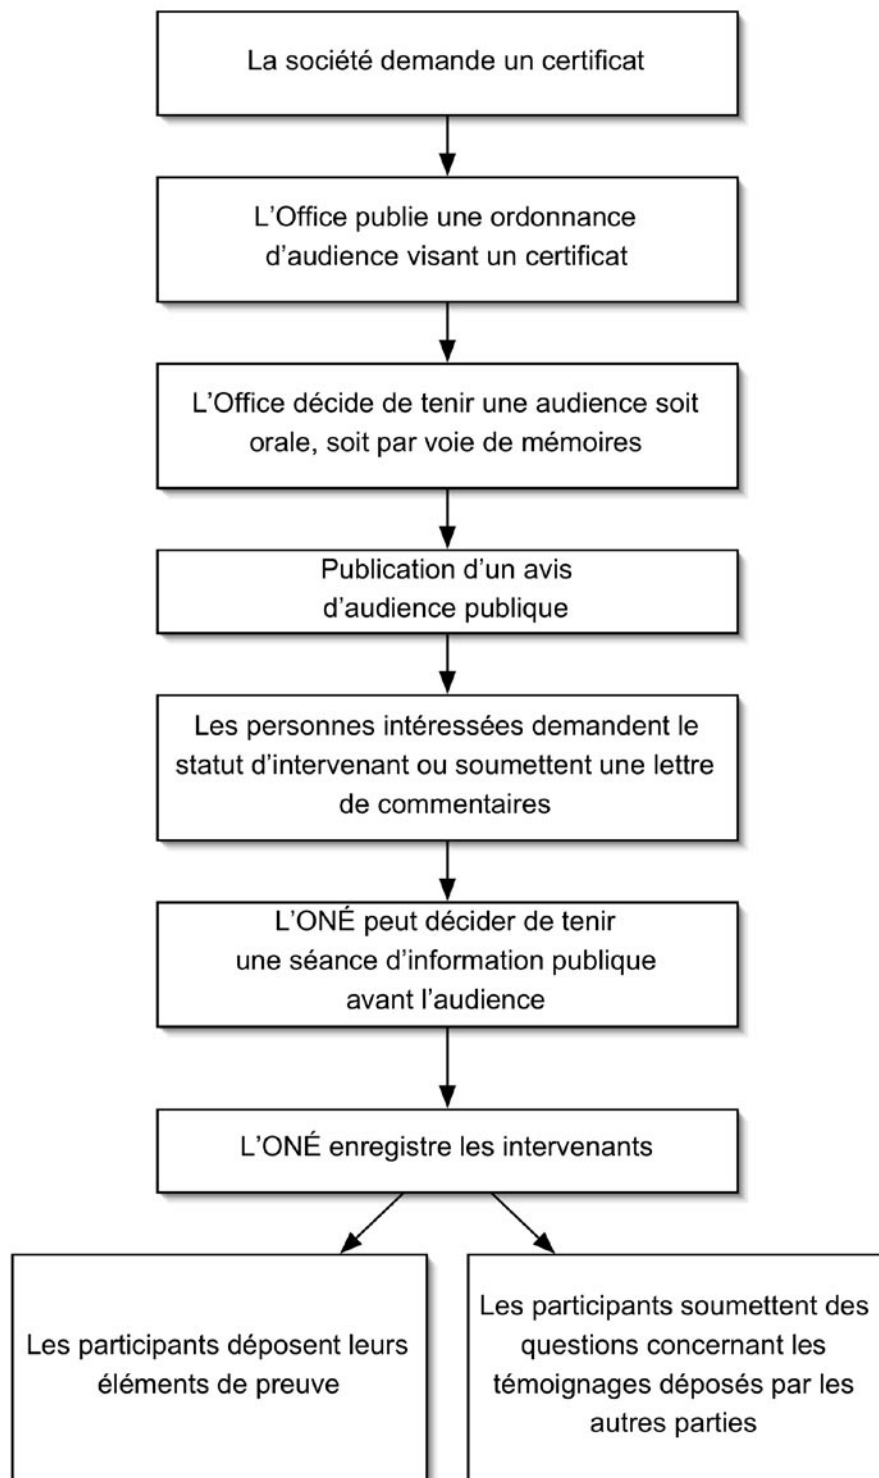 La société demande un certificat
L'Office publie une ordonnance
d'audience visant un certificat
L'Office décide de tenir une audience soit
orale, soit par voie de mémoires
Publication d'un avis
d'audience publique
Les personnes intéressées demandent le
statut d'intervenant ou soumettent une lettre
de commentaires
L'ONÉ peut décider de tenir
une séance d'information publique
avant l'audience
L'ONÉ enregistre les intervenants
Les participants déposent leurs
éléments de preuve
Les participants soumettent des
questions concernant les
témoignages déposés par les
autres parties